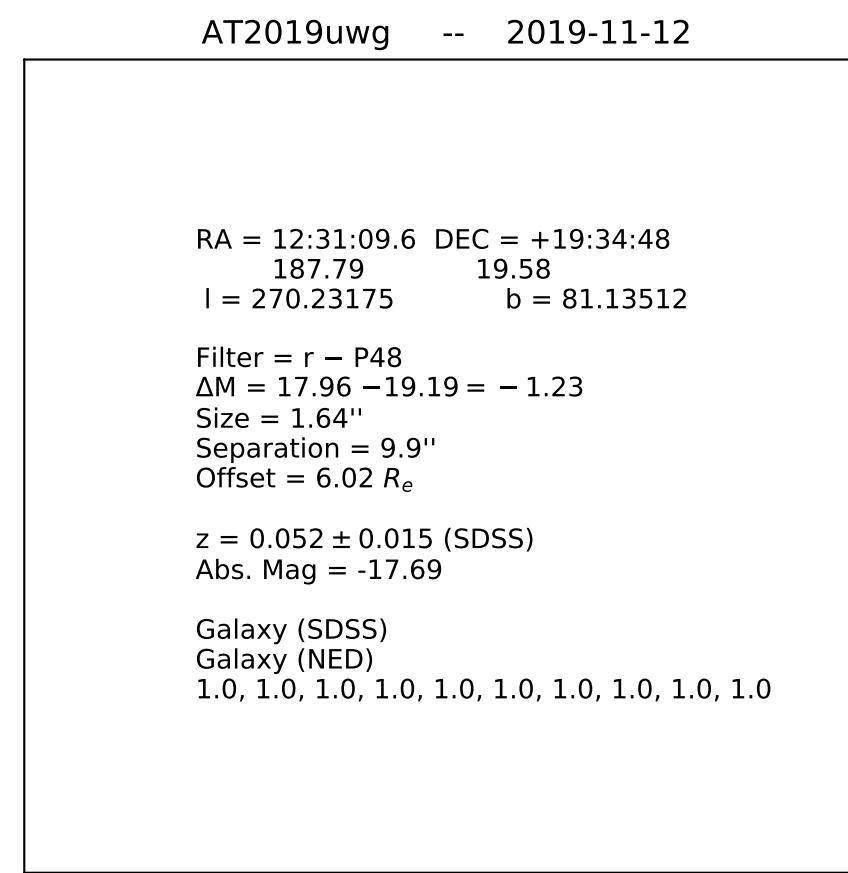 AT2019uwg -- 2019-11-12
RA = 12:31:09.6 DEC = +19:34:48
187.79 19.58
l = 270.23175 b = 81.13512
Filter = r − P48
ΔM = 17.96 −19.19 = − 1.23
Size = 1.64''
Separation = 9.9''
Offset = 6.02 Re
z = 0.052 ± 0.015 (SDSS)
Abs. Mag = -17.69
Galaxy (SDSS)
Galaxy (NED)
1.0, 1.0, 1.0, 1.0, 1.0, 1.0, 1.0, 1.0, 1.0, 1.0